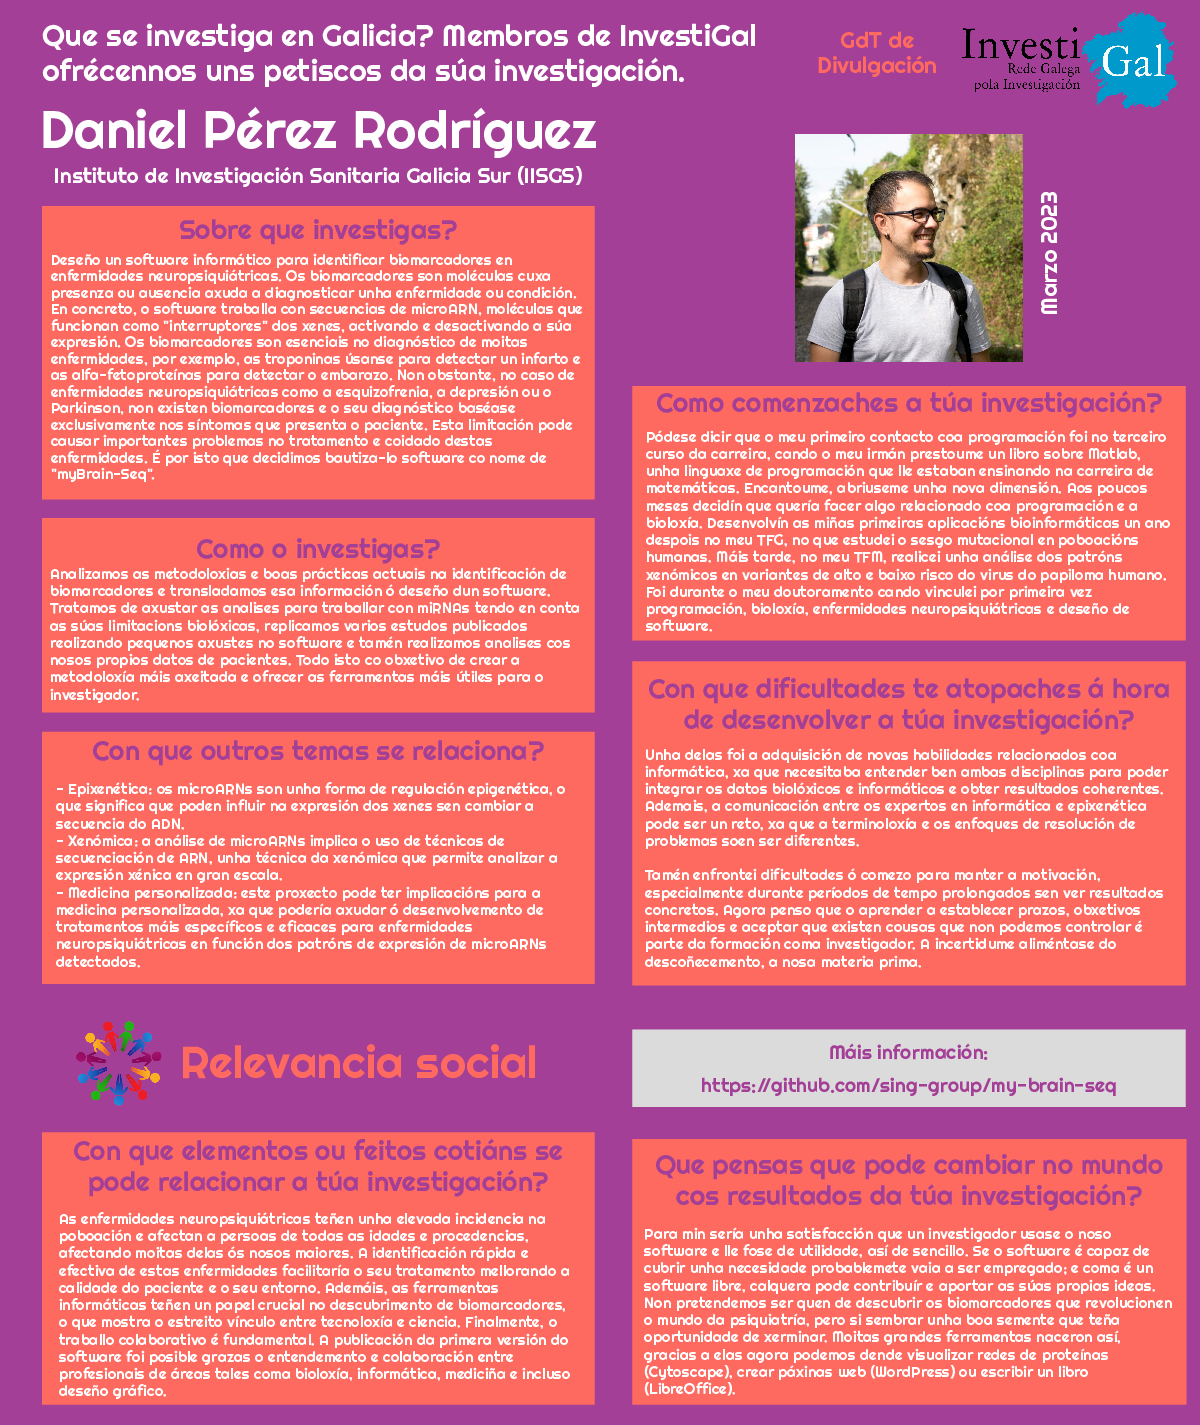 Que se investiga en Galicia? Membros de InvestiGal
ofrécennos uns petiscos da súa investigación.
GdT de
Divulgación
Investi
Gal
Rede Galega
pola Investigación
Daniel Pérez Rodríguez
Instituto de Investigación Sanitaria Galicia Sur (IISGS)
Marzo 2023
Sobre que investigas?
Deseño un software informático para identificar biomarcadores en
enfermidades neuropsiquiátricas. Os biomarcadores son moléculas cuxa
presenza ou ausencia axuda a diagnosticar unha enfermidade ou condición.
En concreto, o software traballa con secuencias de microARN, moléculas que
funcionan como "interruptores" dos xenes, activando e desactivando a súa
expresión. Os biomarcadores son esenciais no diagnóstico de moitas
enfermidades, por exemplo, as troponinas úsanse para detectar un infarto e
as alfa-fetoproteínas para detectar o embarazo. Non obstante, no caso de
enfermidades neuropsiquiátricas como a esquizofrenia, a depresión ou o
Parkinson, non existen biomarcadores e o seu diagnóstico baséase
exclusivamente nos síntomas que presenta o paciente. Esta limitación pode
causar importantes problemas no tratamento e coidado destas
enfermidades. É por isto que decidimos bautiza-lo software co nome de
"myBrain-Seq".
Como o investigas?
Analizamos as metodoloxias e boas prácticas actuais na identificación de
biomarcadores e transladamos esa información ó deseño dun software.
Tratamos de axustar as analises para traballar con miRNAs tendo en conta
as súas limitacions biolóxicas, replicamos varios estudos publicados
realizando pequenos axustes no software e tamén realizamos analises cos
nosos propios datos de pacientes. Todo isto co obxetivo de crear a
metodoloxía máis axeitada e ofrecer as ferramentas máis útiles para o
investigador.
Con que outros temas se relaciona?
- Epixenética: os microARNs son unha forma de regulación epigenética, o
que significa que poden influir na expresión dos xenes sen cambiar a
secuencia do ADN.
- Xenómica: a análise de microARNs implica o uso de técnicas de
secuenciación de ARN, unha técnica da xenómica que permite analizar a
expresión xénica en gran escala.
- Medicina personalizada: este proxecto pode ter implicacións para a
medicina personalizada, xa que podería axudar ó desenvolvemento de
tratamentos máis específicos e eficaces para enfermidades
neuropsiquiátricas en función dos patróns de expresión de microARNs
detectados.
Como comenzaches a túa investigación?
Pódese dicir que o meu primeiro contacto coa programación foi no terceiro
curso da carreira, cando o meu irmán prestoume un libro sobre Matlab,
unha linguaxe de programación que lle estaban ensinando na carreira de
matemáticas. Encantoume, abriuseme unha nova dimensión. Aos poucos
meses decidín que quería facer algo relacionado coa programación e a
bioloxía. Desenvolvín as miñas primeiras aplicacións bioinformáticas un ano
despois no meu TFG, no que estudei o sesgo mutacional en poboacións
humanas. Máis tarde, no meu TFM, realicei unha análise dos patróns
xenómicos en variantes de alto e baixo risco do virus do papiloma humano.
Foi durante o meu doutoramento cando vinculei por primeira vez
programación, bioloxía, enfermidades neuropsiquiátricas e deseño de
software.
Con que dificultades te atopaches á hora
de desenvolver a túa investigación?
Unha delas foi a adquisición de novas habilidades relacionados coa
informática, xa que necesitaba entender ben ambas disciplinas para poder
integrar os datos biolóxicos e informáticos e obter resultados coherentes.
Ademais, a comunicación entre os expertos en informática e epixenética
pode ser un reto, xa que a terminoloxía e os enfoques de resolución de
problemas soen ser diferentes.
Tamén enfrontei dificultades ó comezo para manter a motivación,
especialmente durante períodos de tempo prolongados sen ver resultados
concretos. Agora penso que o aprender a establecer prazos, obxetivos
intermedios e aceptar que existen cousas que non podemos controlar é
parte da formación coma investigador. A incertidume aliméntase do
descoñecemento, a nosa materia prima.
Relevancia social
Máis información:
https://github.com/sing-group/my-brain-seq
Con que elementos ou feitos cotiáns se
pode relacionar a túa investigación?
As enfermidades neuropsiquiátricas teñen unha elevada incidencia na
poboación e afectan a persoas de todas as idades e procedencias,
afectando moitas delas ós nosos maiores. A identificación rápida e
efectiva de estas enfermidades facilitaría o seu tratamento mellorando a
calidade do paciente e o seu entorno. Ademáis, as ferramentas
informáticas teñen un papel crucial no descubrimento de biomarcadores,
o que mostra o estreito vínculo entre tecnoloxía e ciencia. Finalmente, o
traballo colaborativo é fundamental. A publicación da primera versión do
software foi posible grazas o entendemento e colaboración entre
profesionais de áreas tales coma bioloxía, informática, mediciña e incluso
deseño gráfico.
Que pensas que pode cambiar no mundo
cos resultados da túa investigación?
Para min sería unha satisfacción que un investigador usase o noso
software e lle fose de utilidade, así de sencillo. Se o software é capaz de
cubrir unha necesidade probablemete vaia a ser empregado; e coma é un
software libre, calquera pode contribuír e aportar as súas propias ideas.
Non pretendemos ser quen de descubrir os biomarcadores que revolucionen
o mundo da psiquiatría, pero si sembrar unha boa semente que teña
oportunidade de xerminar. Moitas grandes ferramentas naceron así,
gracias a elas agora podemos dende visualizar redes de proteínas
(Cytoscape), crear páxinas web (WordPress) ou escribir un libro
(LibreOffice).